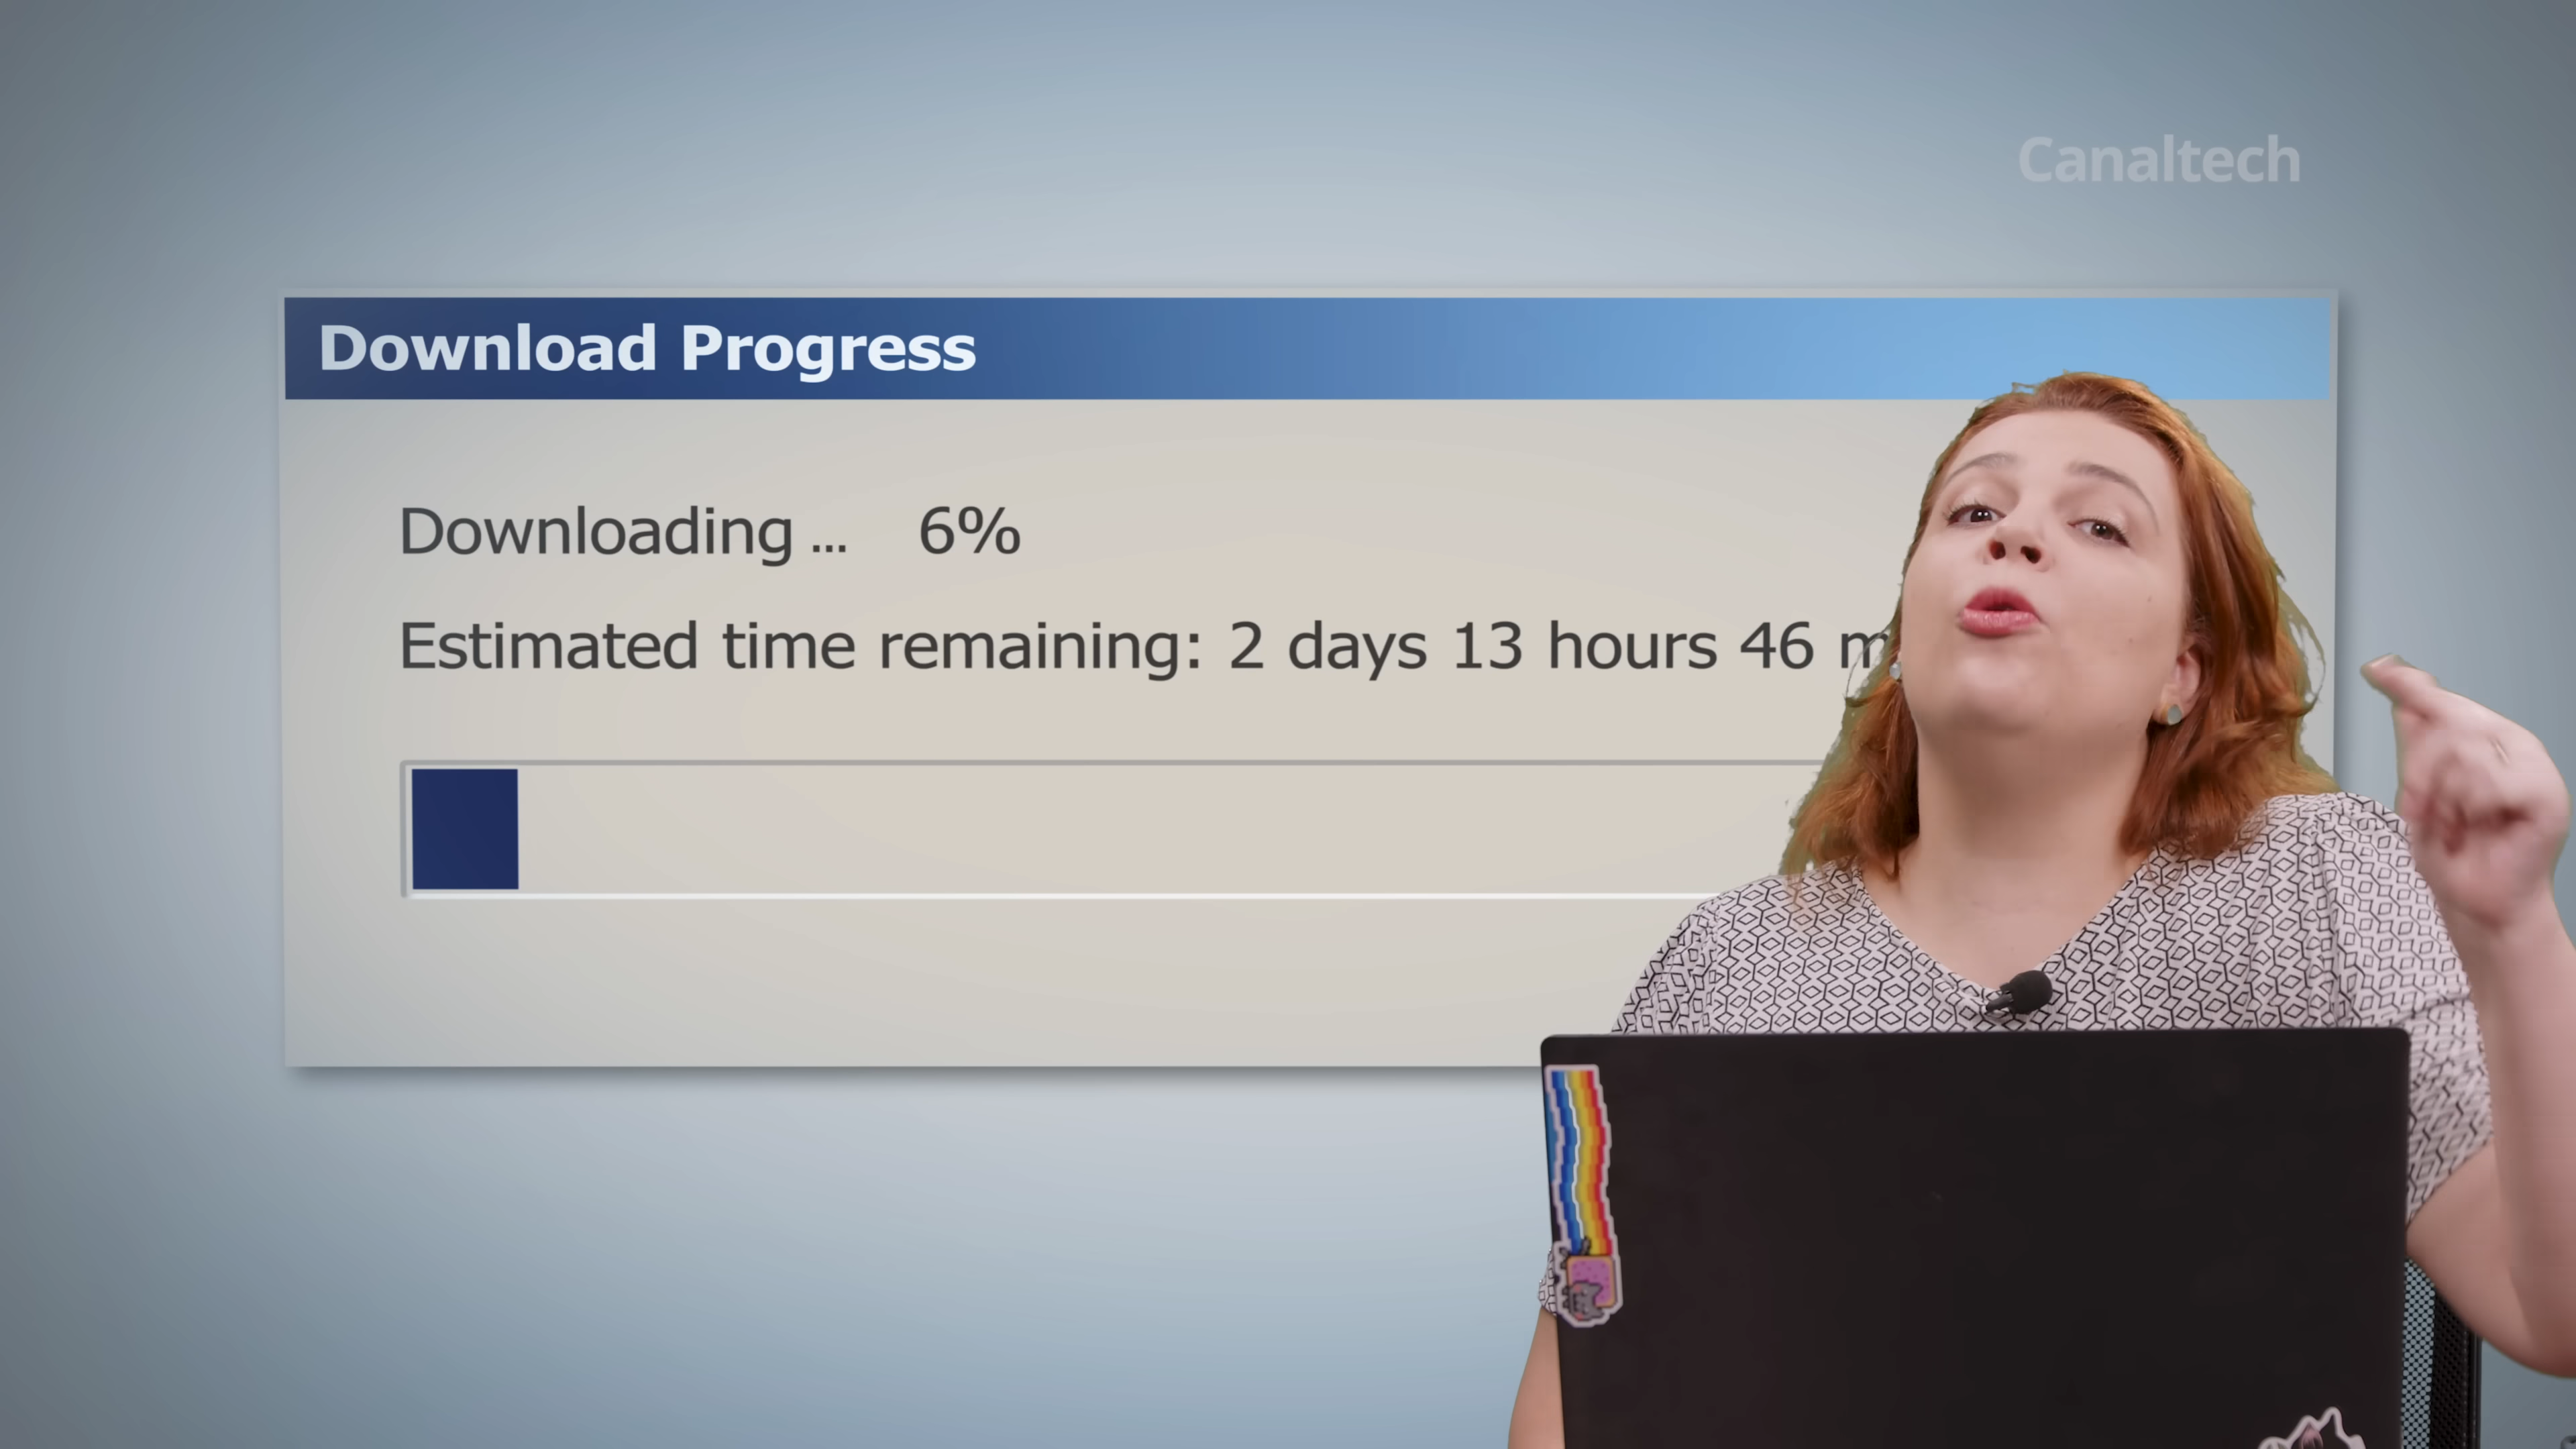 Canaltech
Download Progress
Downloading ... 6%
Estimated time remaining: 2 days 13 hours 46